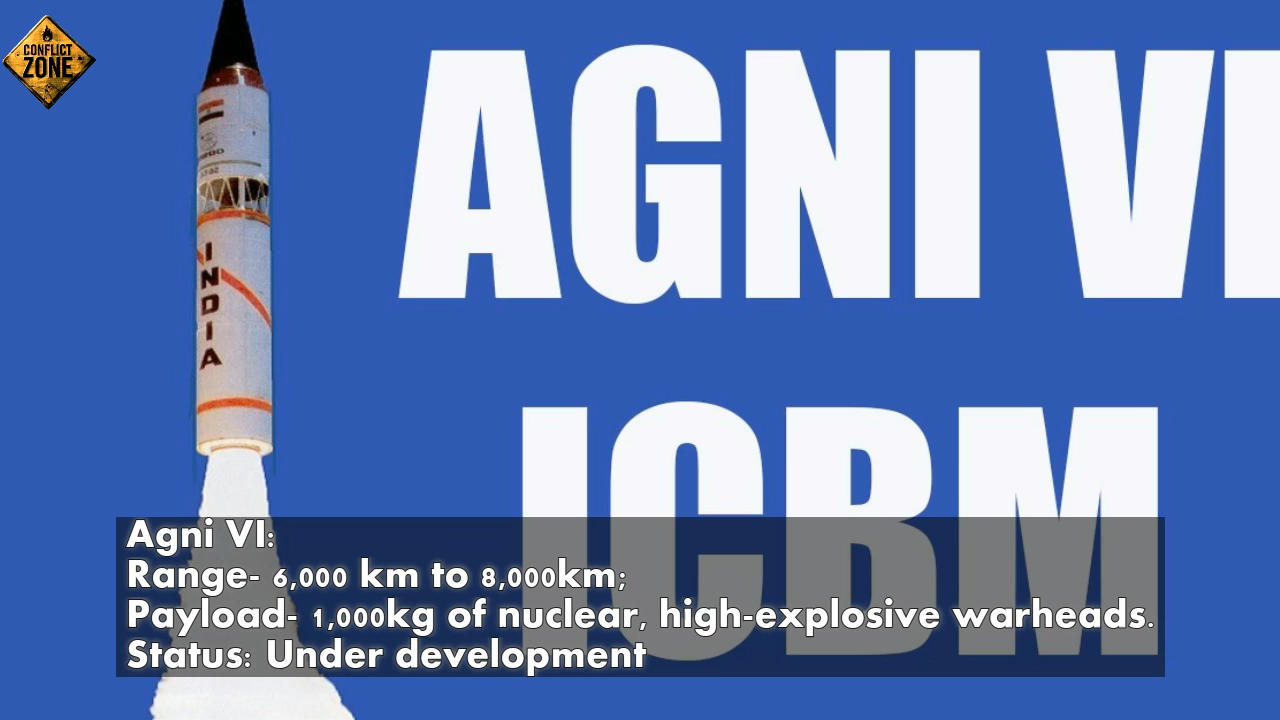 CONFLICT
ZONE
AGNI VI
ICBM
INDIA
Agni VI:
Range- 6,000 km to 8,000km;
Payload- 1,000kg of nuclear, high-explosive warheads.
Status: Under development